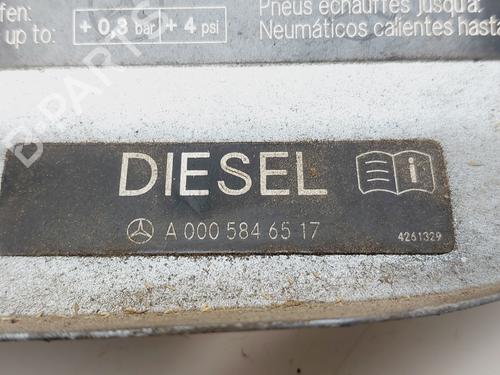 fen:
up to:
+ 0,3 bar + 4 psi
Pneus échauffés jusqu'à:
Neumáticos calientes hasta
DIESEL
i
A 000 584 65 17
4261329
B-PARTS